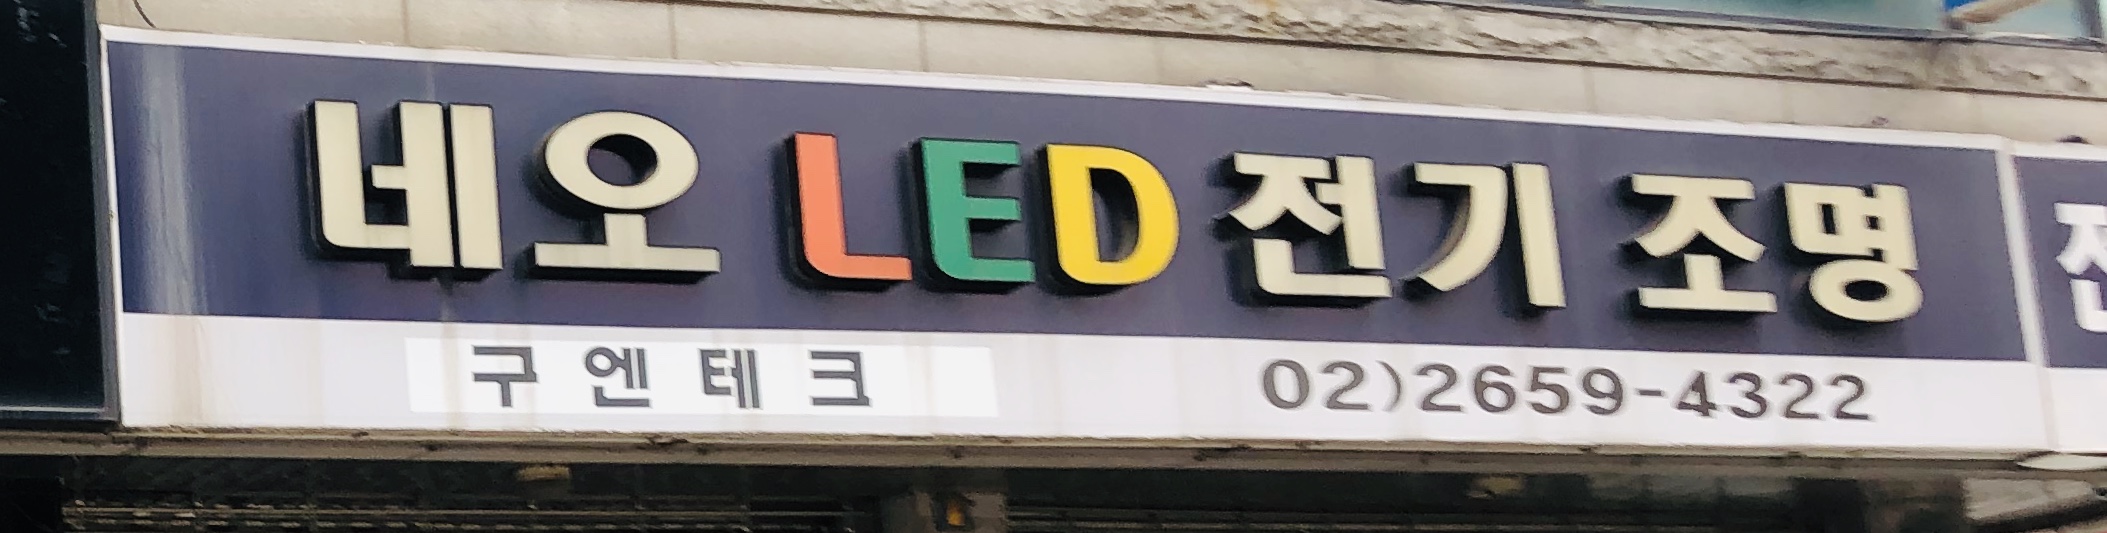 네오 LED 전기 조명
구엔테크 02)2659-4322